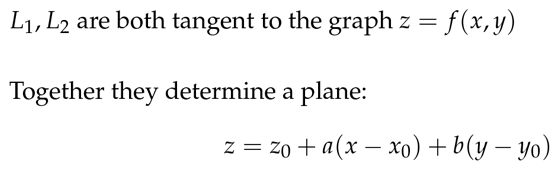 L₁, L₂ are both tangent to the graph z = f(x, y)
Together they determine a plane:
z = z₀ + a(x − x₀) + b(y − y₀)